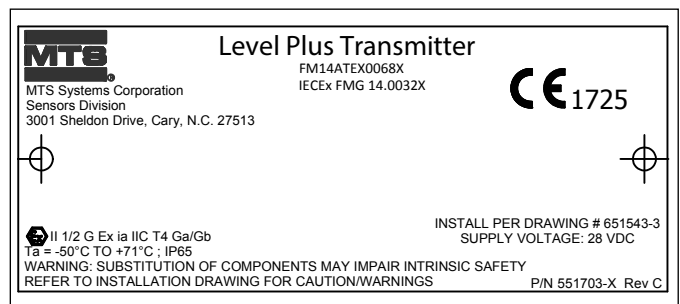 MTS
®
Level Plus Transmitter
FM14ATEX0068X
IECEx FMG 14.0032X
MTS Systems Corporation
Sensors Division
3001 Sheldon Drive, Cary, N.C. 27513
CE 1725
INSTALL PER DRAWING # 651543-3
SUPPLY VOLTAGE: 28 VDC
Ex II 1/2 G Ex ia IIC T4 Ga/Gb
Ta = -50°C TO +71°C ; IP65
WARNING: SUBSTITUTION OF COMPONENTS MAY IMPAIR INTRINSIC SAFETY
REFER TO INSTALLATION DRAWING FOR CAUTION/WARNINGS
P/N 551703-X Rev C